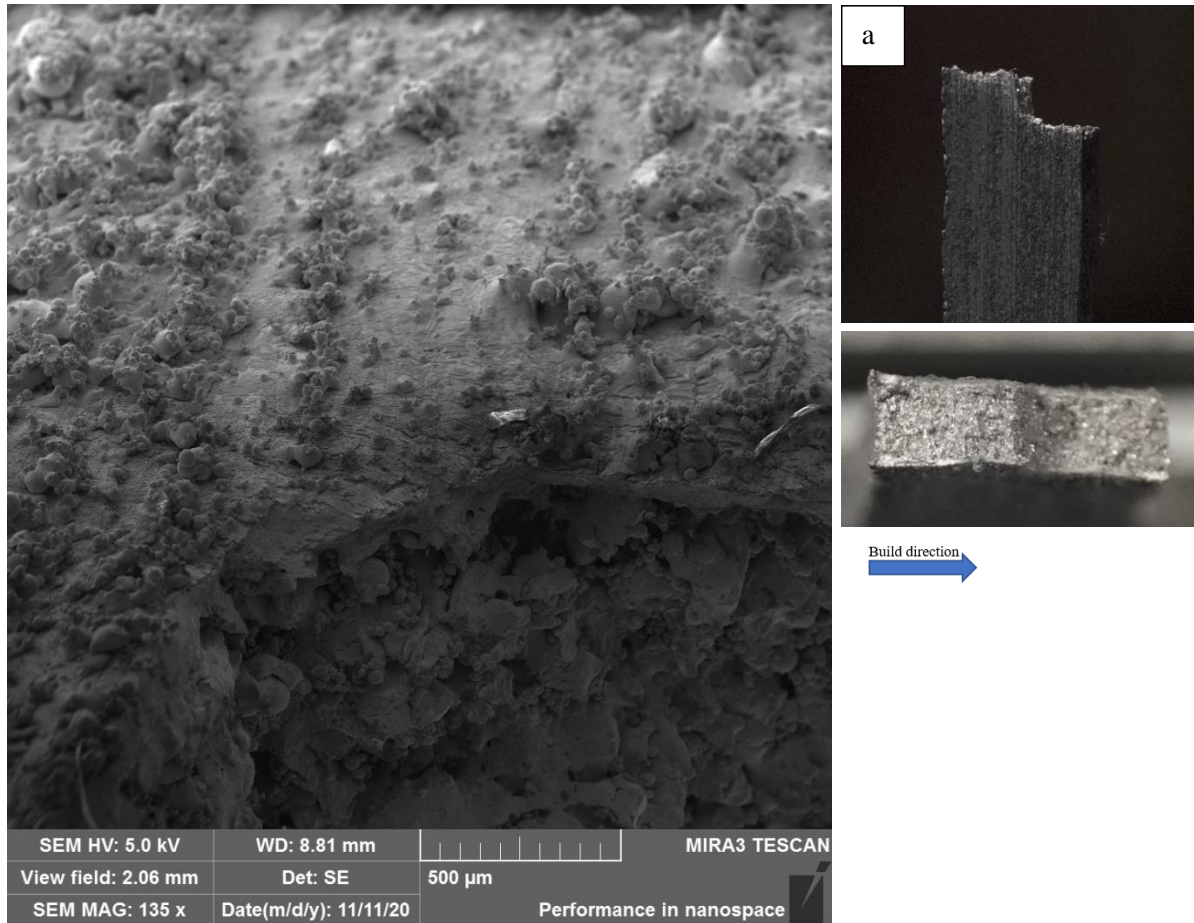 a
Build direction
SEM HV: 5.0 kV
WD: 8.81 mm
MIRA3 TESCAN
View field: 2.06 mm
Det: SE
500 µm
SEM MAG: 135 x
Date(m/d/y): 11/11/20
Performance in nanospace